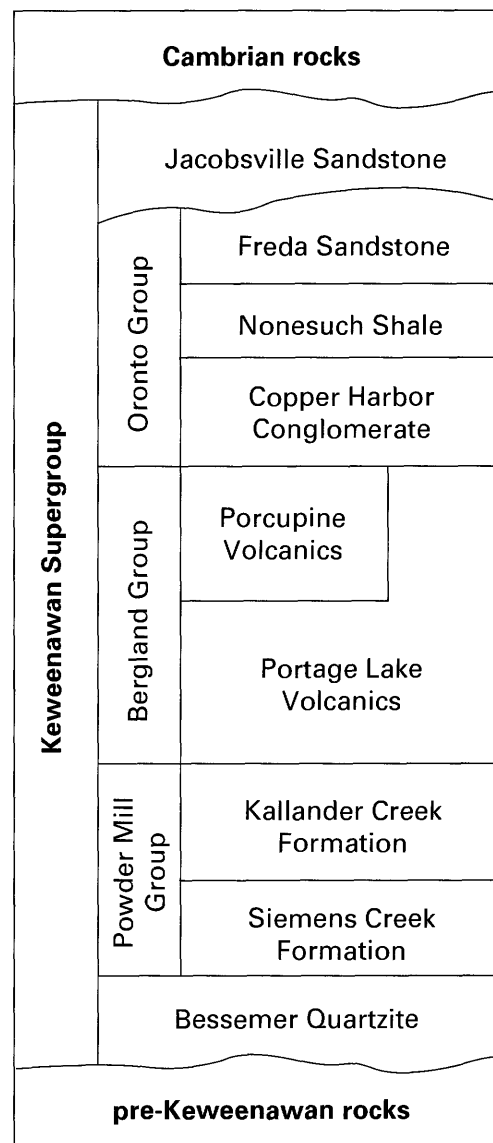 Cambrian rocks
Jacobsville Sandstone
Freda Sandstone
Nonesuch Shale
Copper Harbor
Conglomerate
Oronto Group
Porcupine
Volcanics
Portage Lake
Volcanics
Bergland Group
Keweenawan Supergroup
Kallander Creek
Formation
Siemens Creek
Formation
Powder Mill
Group
Bessemer Quartzite
pre-Keweenawan rocks